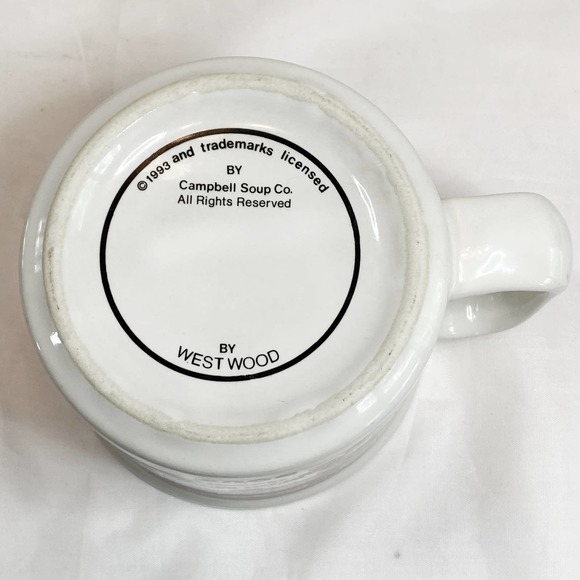 ©1993 and trademarks licensed
BY
Campbell Soup Co.
All Rights Reserved
BY
WESTWOOD